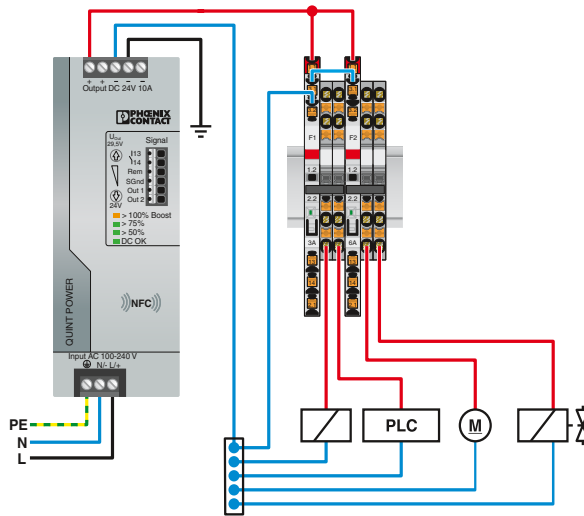 + + − − −
Output DC 24V 10A
PHŒNIX
CONTACT
UOut
29,5V
Signal
13
14
Rem
SGnd
Out 1
Out 2
24V
> 100% Boost
> 75%
> 50%
DC OK
NFC
QUINT POWER
Input AC 100-240 V
N/- L/+
PE
N
L
F1
F2
1.2
1.2
2.2
2.2
3A
6A
PLC
M